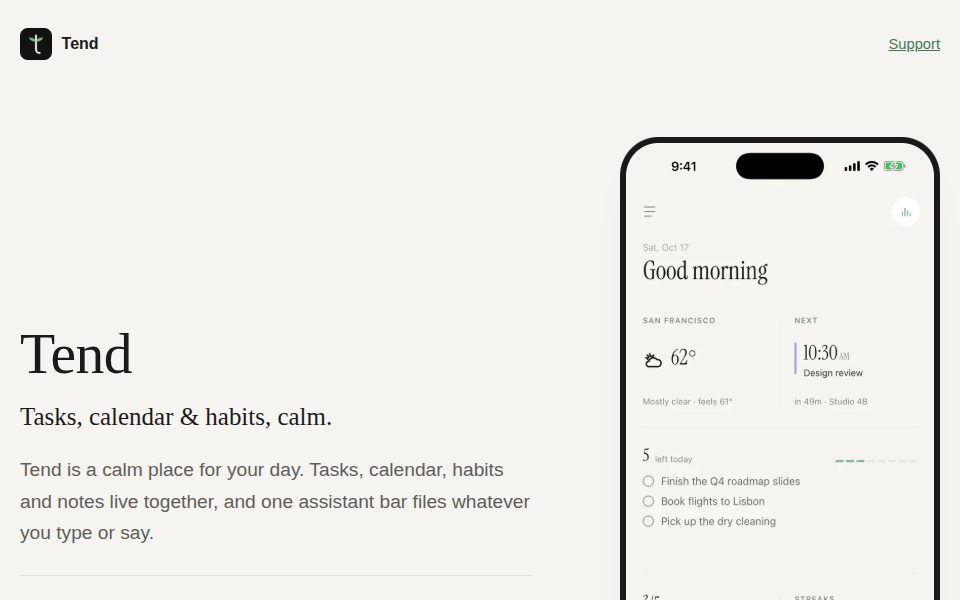 Tend
Support
Tend
Tasks, calendar & habits, calm.
Tend is a calm place for your day. Tasks, calendar, habits
and notes live together, and one assistant bar files whatever
you type or say.
9:41
Sat, Oct 17
Good morning
SAN FRANCISCO
62°
Mostly clear · feels 61°
NEXT
10:30 AM
Design review
in 49m · Studio 4B
5 left today
Finish the Q4 roadmap slides
Book flights to Lisbon
Pick up the dry cleaning
2/5
STREAKS